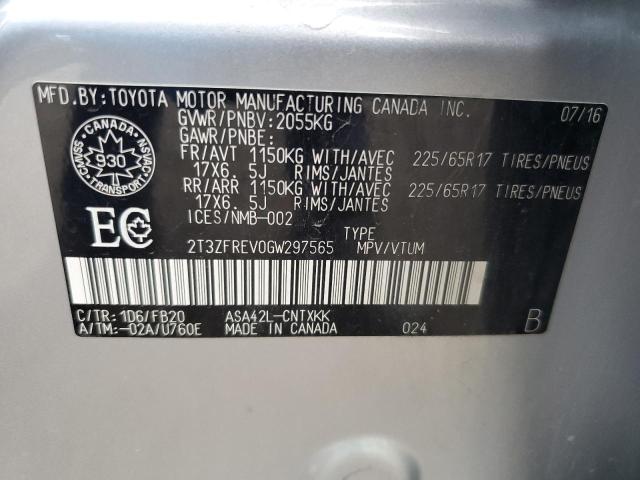 MFD.BY:TOYOTA MOTOR MANUFACTURING CANADA INC. 07/16
GVWR/PNBV:2055KG
GAWR/PNBE:
FR/AVT 1150KG WITH/AVEC 225/65R17 TIRES/PNEUS
17X6.5J RIMS/JANTES
RR/ARR 1150KG WITH/AVEC 225/65R17 TIRES/PNEUS
17X6.5J RIMS/JANTES
ICES/NMB-002
CANADA
CMVSS 930 NSVAC
TRANSPORT
EC
TYPE
2T3ZFREV0GW297565 MPV/VTUM
C/TR: 1D6/FB20 ASA42L-CNTXKK
A/TM:-02A/U760E MADE IN CANADA 024 B